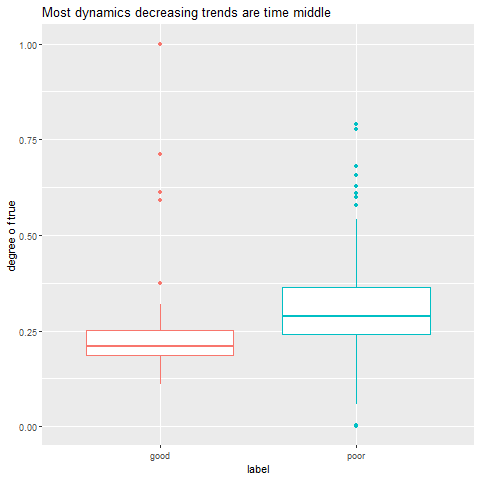 Most dynamics decreasing trends are time middle
1.00
0.75
0.50
0.25
0.00
degree o f true
good
poor
label